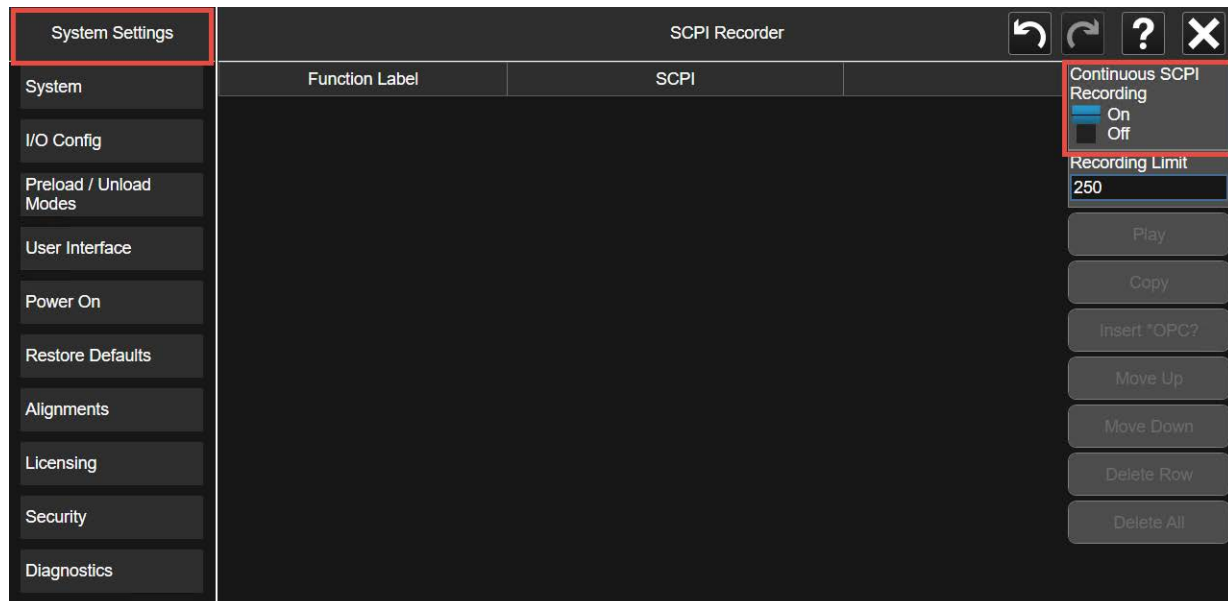 System Settings
SCPI Recorder
?
System
I/O Config
Preload / Unload
Modes
User Interface
Power On
Restore Defaults
Alignments
Licensing
Security
Diagnostics
Function Label
SCPI
Continuous SCPI
Recording
On
Off
Recording Limit
250
Play
Copy
Insert *OPC?
Move Up
Move Down
Delete Row
Delete All